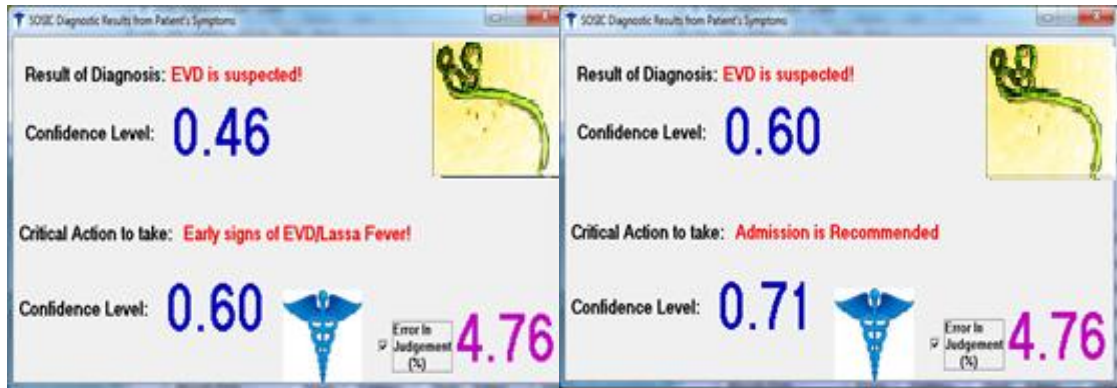 SOSIC Diagnostic Results from Patient's Symptoms
Result of Diagnosis: EVD is suspected!
Confidence Level: 0.46
Critical Action to take: Early signs of EVD/Lassa Fever!
Confidence Level: 0.60
Error In
Judgement
(%)
4.76
SOSIC Diagnostic Results from Patient's Symptoms
Result of Diagnosis: EVD is suspected!
Confidence Level: 0.60
Critical Action to take: Admission is Recommended
Confidence Level: 0.71
Error In
Judgement
(%)
4.76